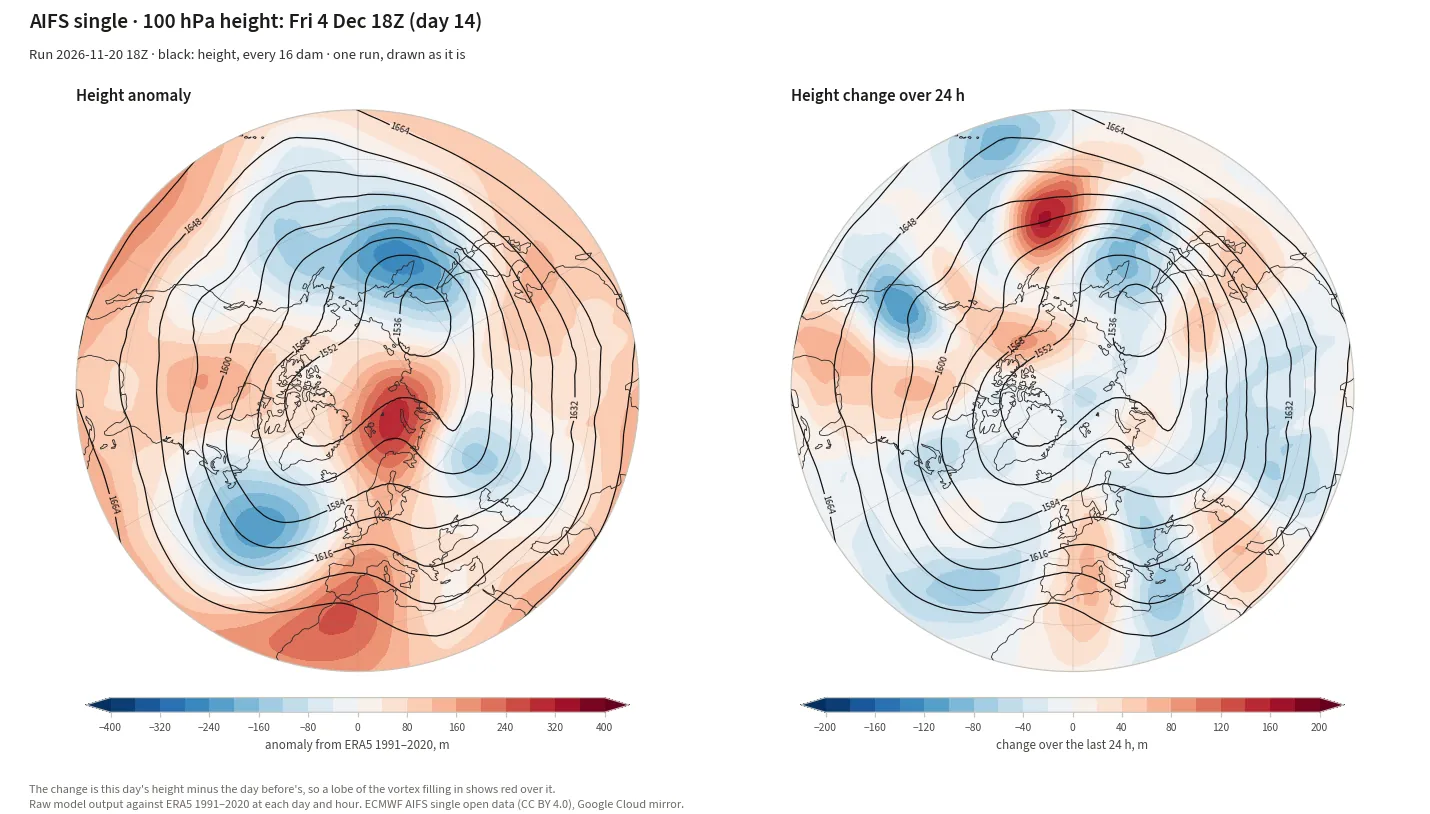 AIFS single · 100 hPa height: Fri 4 Dec 18Z (day 14)
Run 2026-11-20 18Z · black: height, every 16 dam · one run, drawn as it is
Height anomaly
Height change over 24 h
1664
1648
1536
1568
1552
1600
1632
1664
1584
1616
1664
1648
1536
1568
1552
1600
1632
1664
1584
1616
−400 −320 −240 −160 −80 0 80 160 240 320 400
anomaly from ERA5 1991–2020, m
−200 −160 −120 −80 −40 0 40 80 120 160 200
change over the last 24 h, m
The change is this day's height minus the day before's, so a lobe of the vortex filling in shows red over it.
Raw model output against ERA5 1991–2020 at each day and hour. ECMWF AIFS single open data (CC BY 4.0), Google Cloud mirror.